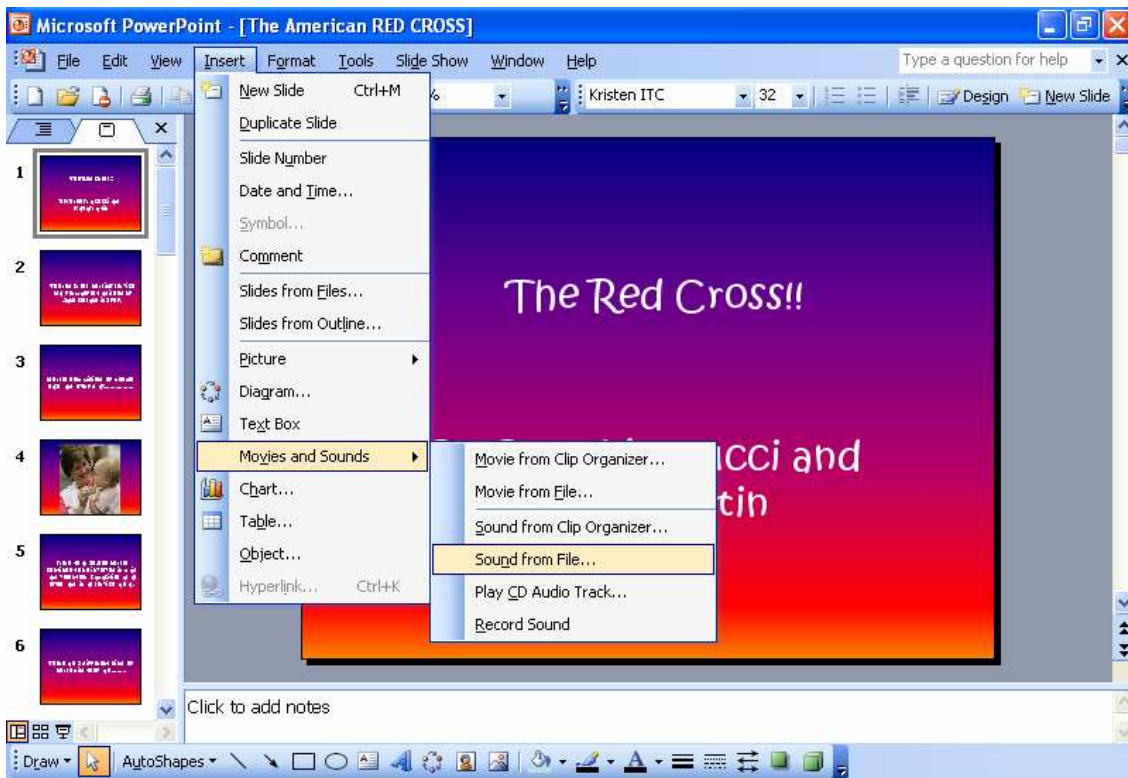 Microsoft PowerPoint - [The American RED CROSS]
File Edit View Insert Format Tools Slide Show Window Help Type a question for help
Kristen ITC 32 Design New Slide
New Slide Ctrl+M
Duplicate Slide
Slide Number
Date and Time...
Symbol...
Comment
Slides from Files...
Slides from Outline...
Picture
Diagram...
Text Box
Movies and Sounds
Chart...
Table...
Object...
Hyperlink... Ctrl+K
Movie from Clip Organizer...
Movie from File...
Sound from Clip Organizer...
Sound from File...
Play CD Audio Track...
Record Sound
1
2
3
4
5
6
The Red Cross!!
and
Click to add notes
Draw AutoShapes